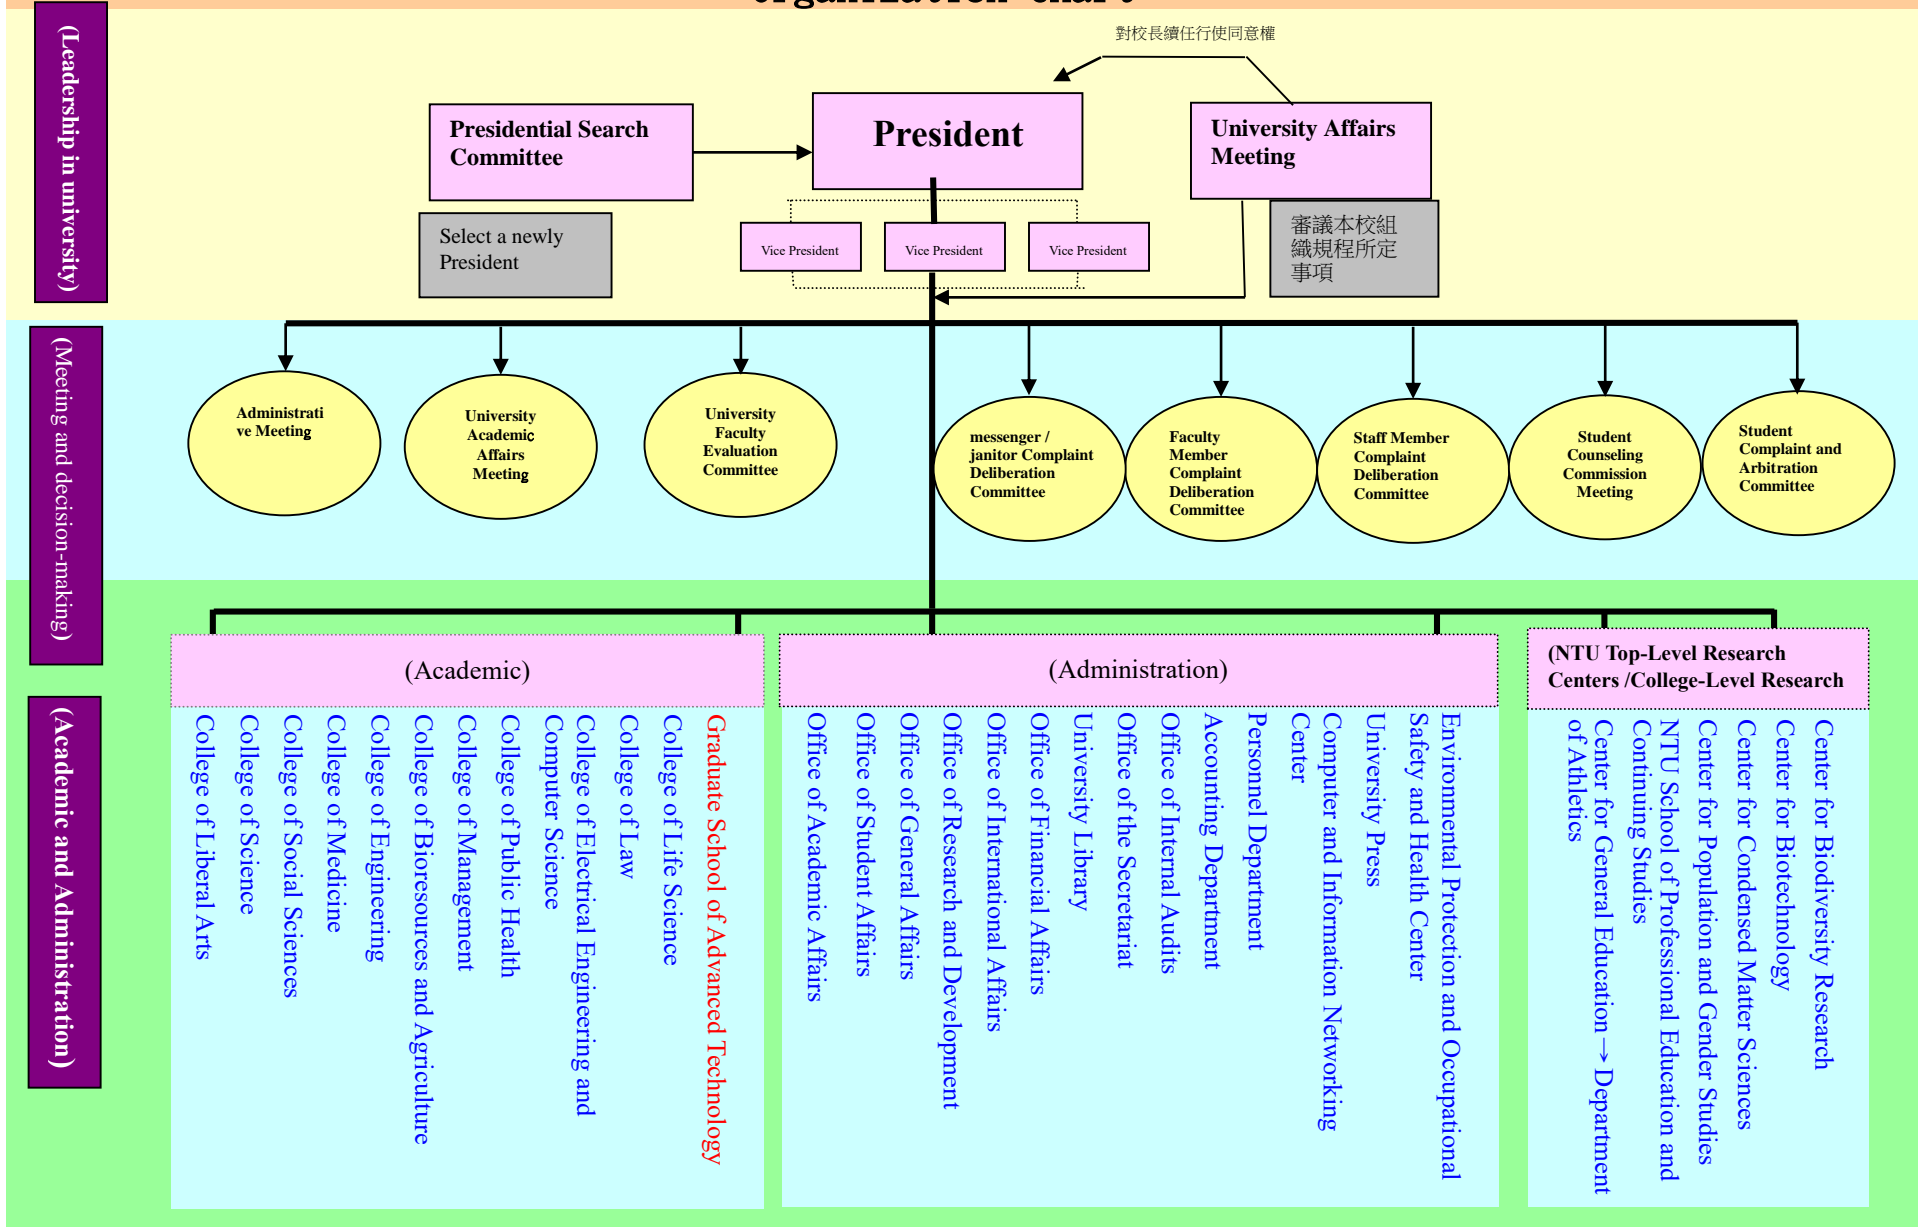 organization chart
(Leadership in university)
對校長續任行使同意權
Presidential Search
Committee
President
University Affairs
Meeting
Select a newly
President
Vice President
Vice President
Vice President
審議本校組
織規程所定
事項
(Meeting and decision-making)
Administrati
ve Meeting
University
Academic
Affairs
Meeting
University
Faculty
Evaluation
Committee
messenger /
janitor Complaint
Deliberation
Committee
Faculty
Member
Complaint
Deliberation
Committee
Staff Member
Complaint
Deliberation
Committee
Student
Counseling
Commission
Meeting
Student
Complaint and
Arbitration
Committee
(Academic and Administration)
(Academic)
College of Liberal Arts
College of Science
College of Social Sciences
College of Medicine
College of Engineering
College of Bioresources and Agriculture
College of Management
College of Public Health
College of Electrical Engineering and
Computer Science
College of Law
College of Life Science
Graduate School of Advanced Technology
(Administration)
Office of Academic Affairs
Office of Student Affairs
Office of General Affairs
Office of Research and Development
Office of International Affairs
Office of Financial Affairs
University Library
Office of the Secretariat
Office of Internal Audits
Accounting Department
Personnel Department
Computer and Information Networking
Center
University Press
Environmental Protection and Occupational
Safety and Health Center
(NTU Top-Level Research
Centers /College-Level Research
Center for General Education → Department
of Athletics
NTU School of Professional Education and
Continuing Studies
Center for Population and Gender Studies
Center for Condensed Matter Sciences
Center for Biotechnology
Center for Biodiversity Research